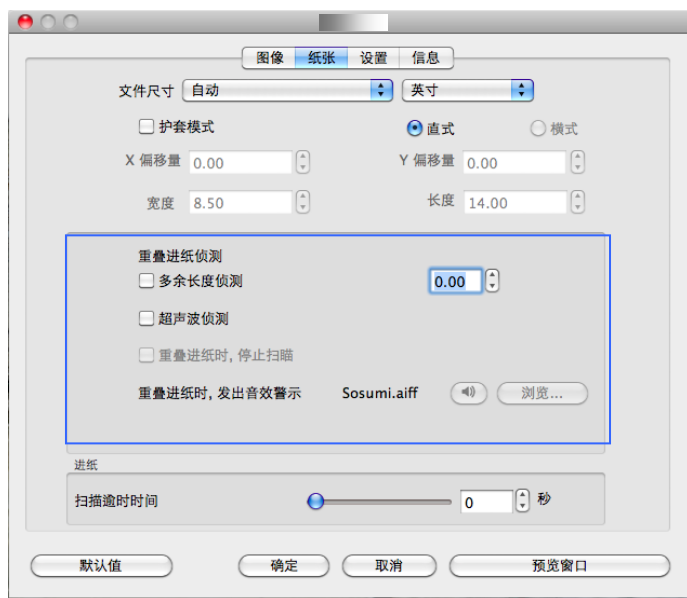 图像 纸张 设置 信息
文件尺寸 自动 英寸
护套模式 直式 横式
X 偏移量 0.00 Y 偏移量 0.00
宽度 8.50 长度 14.00
重叠进纸侦测
多余长度侦测 0.00
超声波侦测
重叠进纸时, 停止扫瞄
重叠进纸时, 发出音效警示 Sosumi.aiff 浏览...
进纸
扫描逾时时间 0 秒
默认值 确定 取消 预览窗口